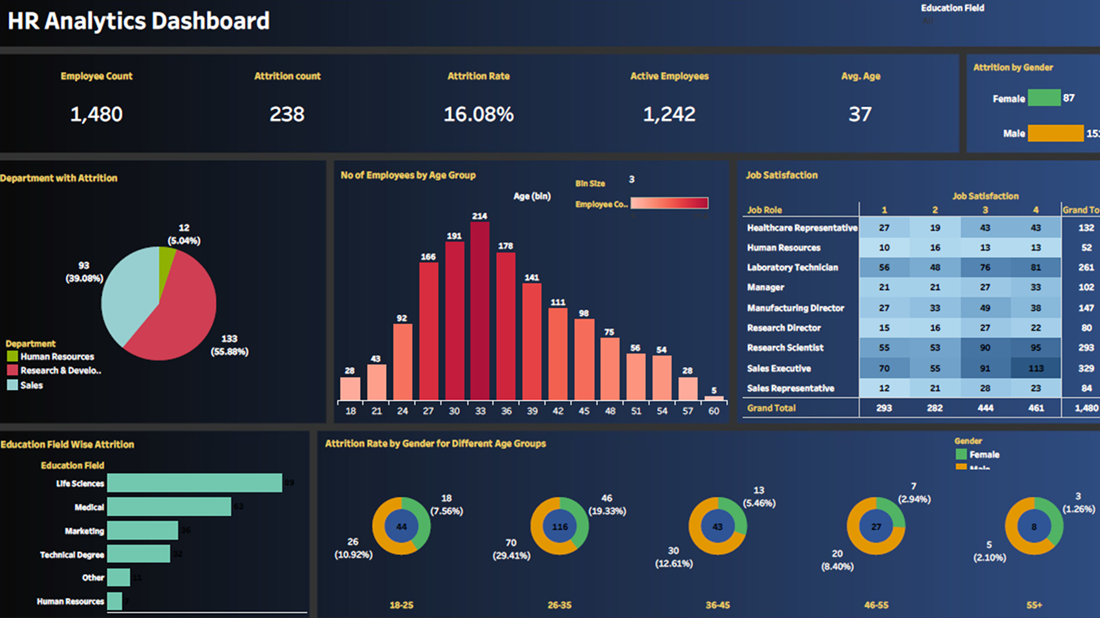 HR Analytics Dashboard
Education Field
Employee Count
1,480
Attrition count
238
Attrition Rate
16.08%
Active Employees
1,242
Avg. Age
37
Attrition by Gender
Female 87
Male 151
Department with Attrition
12
(5.04%)
93
(39.08%)
133
(55.88%)
Department
Human Resources
Research & Develo..
Sales
No of Employees by Age Group
Bin Size 3
Age (bin)
Employee Co..
28 43 92 166 191 214 178 141 111 98 75 56 54 28 5
18 21 24 27 30 33 36 39 42 45 48 51 54 57 60
Job Satisfaction
Job Satisfaction
Job Role 1 2 3 4 Grand To
Healthcare Representative 27 19 43 43 132
Human Resources 10 16 13 13 52
Laboratory Technician 56 48 76 81 261
Manager 21 21 27 33 102
Manufacturing Director 27 33 49 38 147
Research Director 15 16 27 22 80
Research Scientist 55 53 90 95 293
Sales Executive 70 55 91 113 329
Sales Representative 12 21 28 23 84
Grand Total 293 282 444 461 1,480
Education Field Wise Attrition
Education Field
Life Sciences
Medical
Marketing
Technical Degree
Other
Human Resources
Attrition Rate by Gender for Different Age Groups
Gender
Female
Male
44
18
(7.56%)
26
(10.92%)
18-25
116
46
(19.33%)
70
(29.41%)
26-35
43
13
(5.46%)
30
(12.61%)
36-45
27
7
(2.94%)
20
(8.40%)
46-55
8
3
(1.26%)
5
(2.10%)
55+